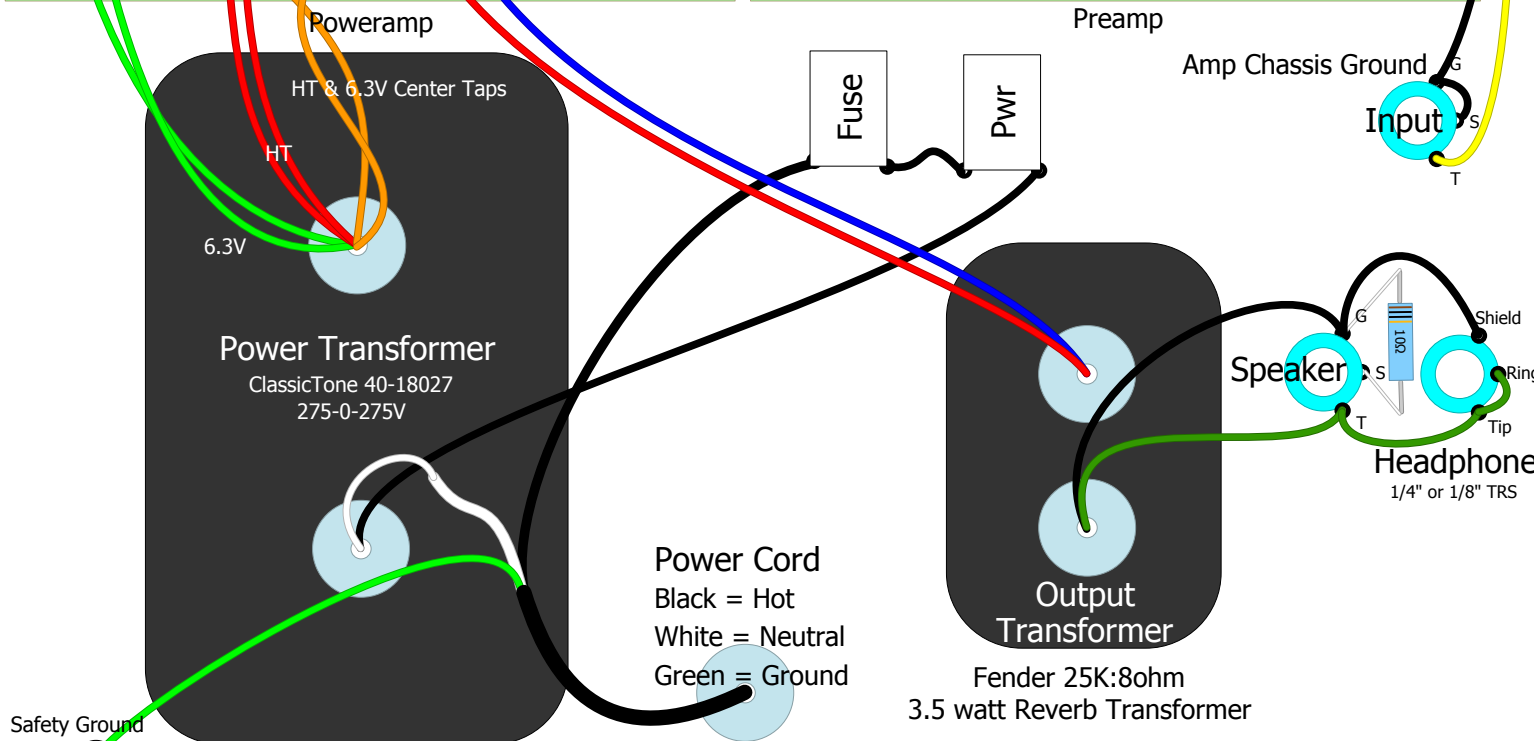 Poweramp
Preamp
HT & 6.3V Center Taps
HT
6.3V
Fuse
Pwr
Amp Chassis Ground
G
Input
S
T
Power Transformer
ClassicTone 40-18027
275-0-275V
G
10Ω
Shield
Speaker
S
Ring
T
Tip
Headphone
1/4" or 1/8" TRS
Power Cord
Black = Hot
White = Neutral
Green = Ground
Output
Transformer
Fender 25K:8ohm
3.5 watt Reverb Transformer
Safety Ground